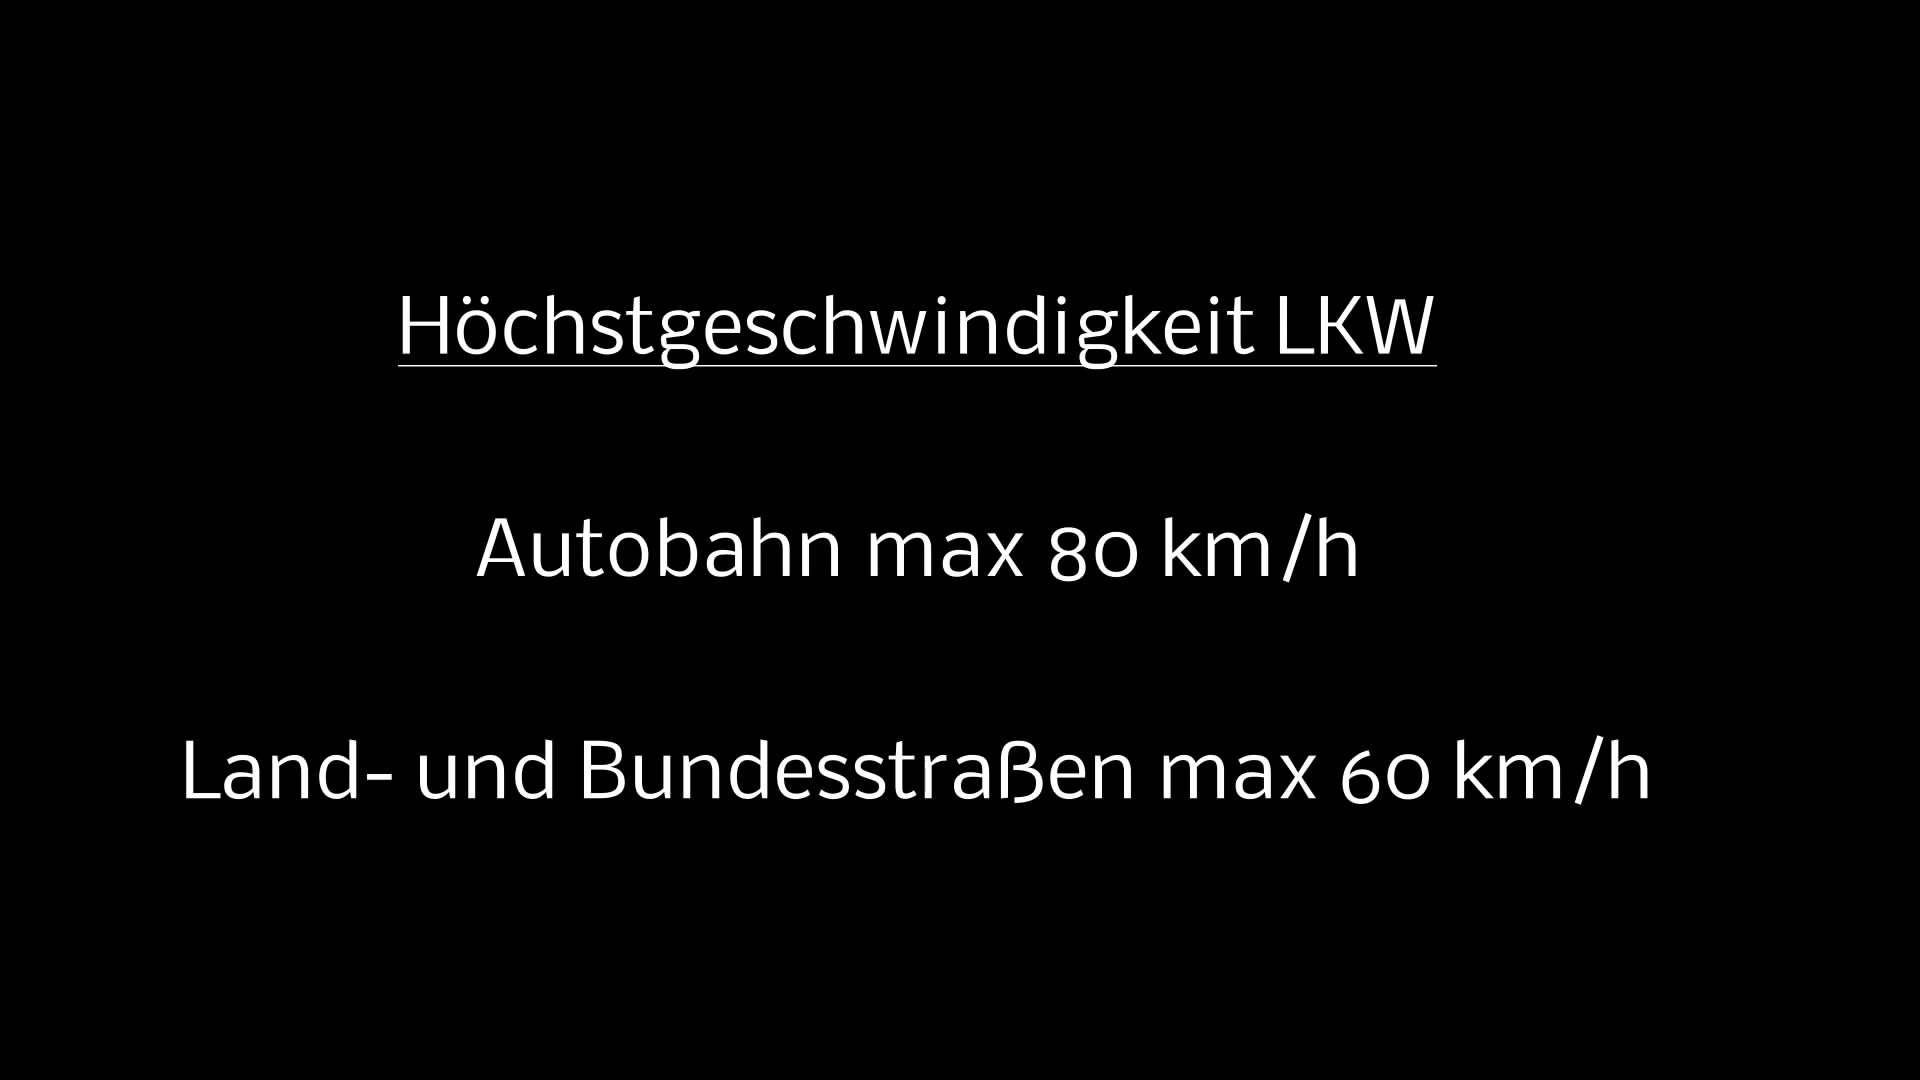 Höchstgeschwindigkeit LKW
Autobahn max 80 km/h
Land- und Bundesstraßen max 60 km/h